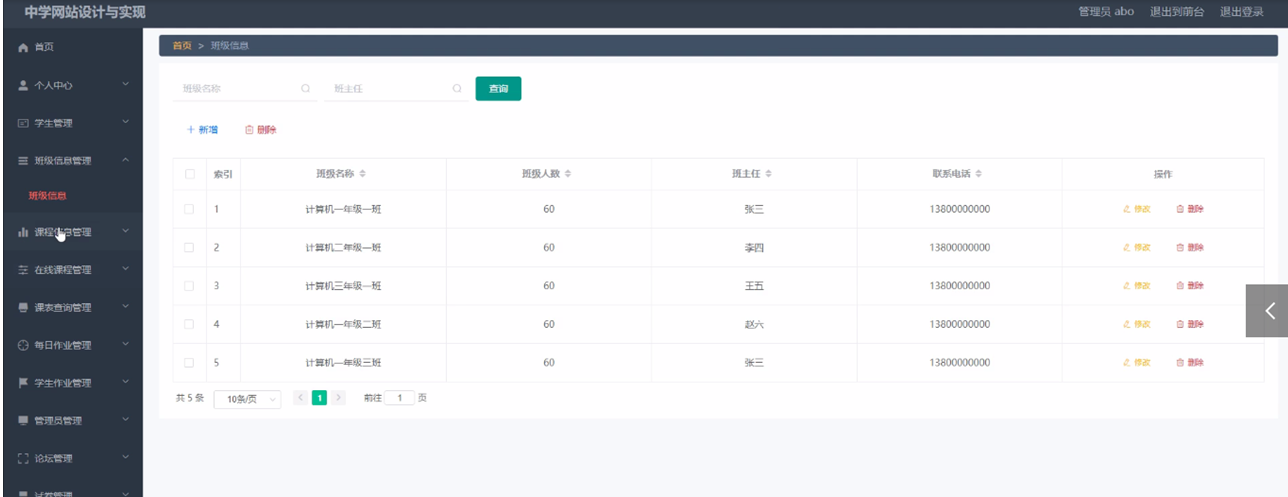 中学网站设计与实现
管理员 abo 退出到前台 退出登录
首页
个人中心
学生管理
班级信息管理
班级信息
课程信息管理
在线课程管理
课表查询管理
每日作业管理
学生作业管理
管理员管理
论坛管理
试卷管理
首页 > 班级信息
班级名称 班主任 查询
+ 新增 删除
索引 班级名称 班级人数 班主任 联系电话 操作
1 计算机一年级一班 60 张三 13800000000 修改 删除
2 计算机二年级一班 60 李四 13800000000 修改 删除
3 计算机三年级一班 60 王五 13800000000 修改 删除
4 计算机一年级二班 60 赵六 13800000000 修改 删除
5 计算机一年级三班 60 张三 13800000000 修改 删除
共 5 条 10条/页 < 1 > 前往 1 页